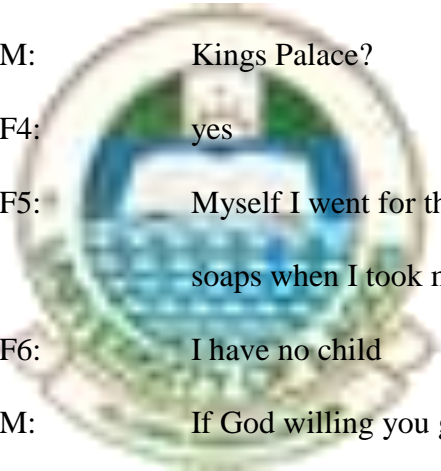 M: Kings Palace?
F4: yes
F5: Myself I went for
soaps when I took
F6: I have no child
M: If God willing you